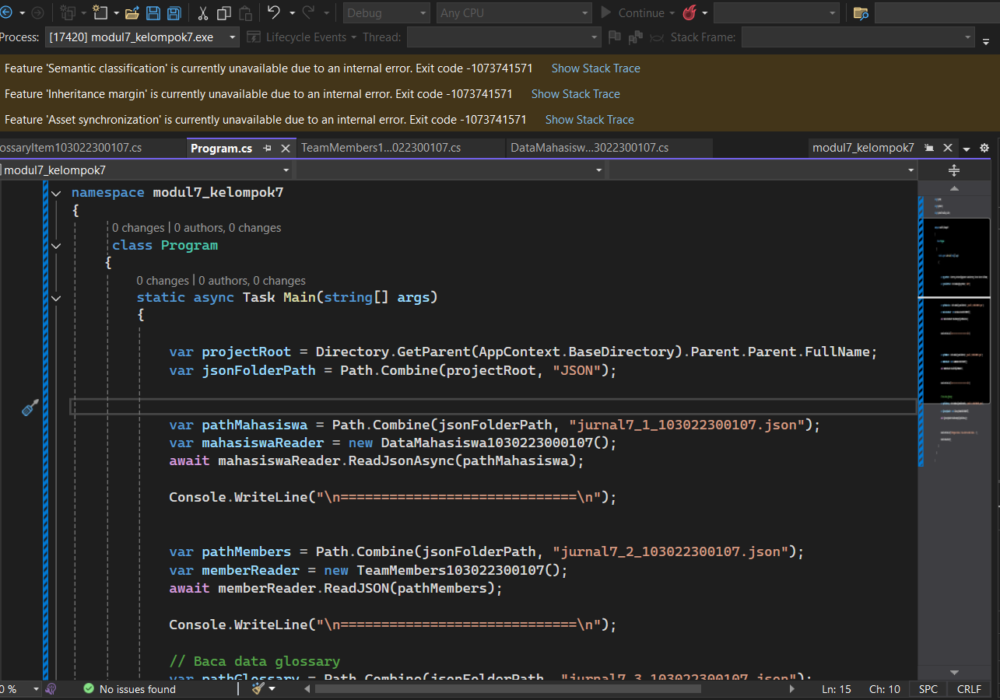 Debug Any CPU Continue
Process: [17420] modul7_kelompok7.exe Lifecycle Events Thread: Stack Frame:
Feature 'Semantic classification' is currently unavailable due to an internal error. Exit code -1073741571 Show Stack Trace
Feature 'Inheritance margin' is currently unavailable due to an internal error. Exit code -1073741571 Show Stack Trace
Feature 'Asset synchronization' is currently unavailable due to an internal error. Exit code -1073741571 Show Stack Trace
ossaryItem103022300107.cs Program.cs TeamMembers1...022300107.cs DataMahasisw...3022300107.cs modul7_kelompok7
modul7_kelompok7
namespace modul7_kelompok7
{
0 changes | 0 authors, 0 changes
class Program
{
0 changes | 0 authors, 0 changes
static async Task Main(string[] args)
{
var projectRoot = Directory.GetParent(AppContext.BaseDirectory).Parent.Parent.FullName;
var jsonFolderPath = Path.Combine(projectRoot, "JSON");
var pathMahasiswa = Path.Combine(jsonFolderPath, "jurnal7_1_103022300107.json");
var mahasiswaReader = new DataMahasiswa1030223000107();
await mahasiswaReader.ReadJsonAsync(pathMahasiswa);
Console.WriteLine("\n=============================\n");
var pathMembers = Path.Combine(jsonFolderPath, "jurnal7_2_103022300107.json");
var memberReader = new TeamMembers103022300107();
await memberReader.ReadJSON(pathMembers);
Console.WriteLine("\n=============================\n");
// Baca data glossary
var pathGlossary = Path.Combine(jsonFolderPath, "jurnal7_3_103022300107.json");
0 % No issues found Ln: 15 Ch: 10 SPC CRLF